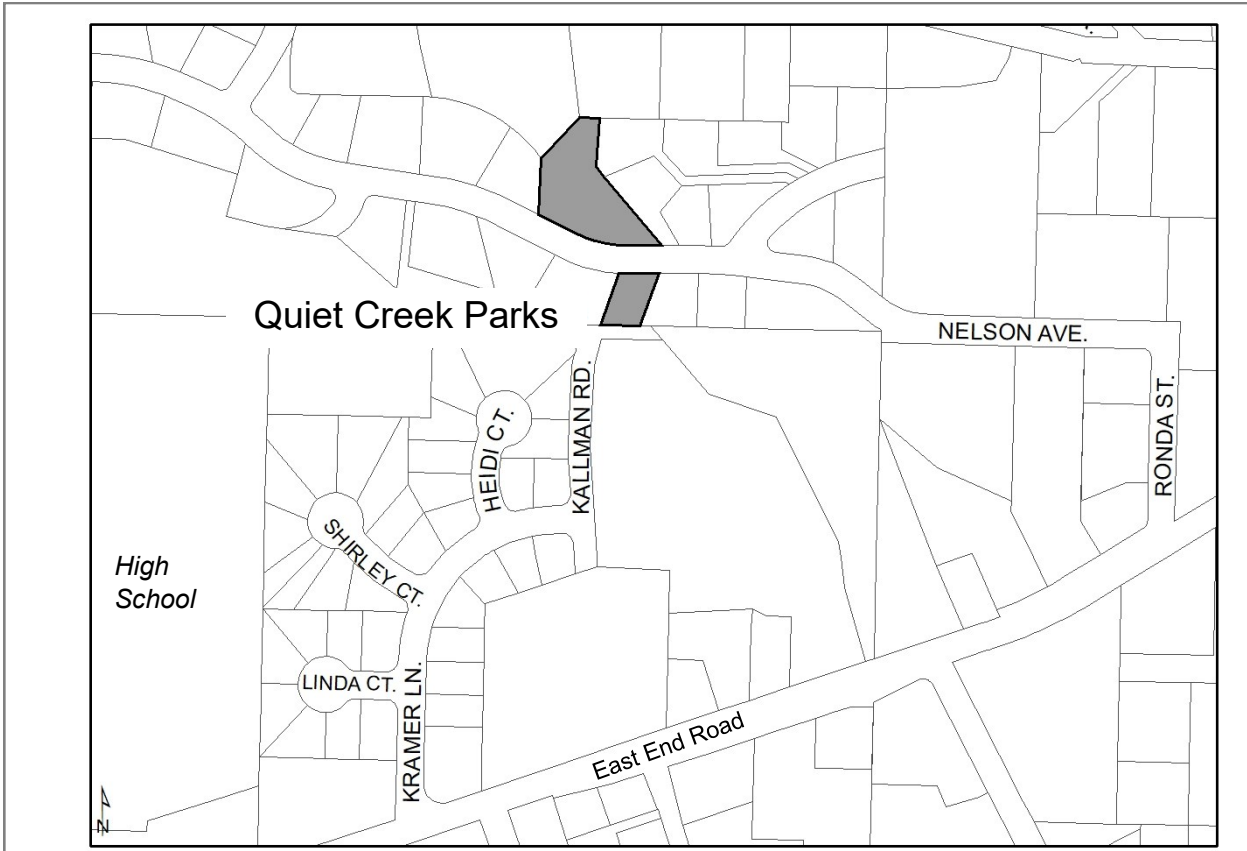 Quiet Creek Parks
NELSON AVE.
KALLMAN RD.
RONDA ST.
HEIDI CT.
SHIRLEY CT.
High
School
LINDA CT.
KRAMER LN.
East End Road
N